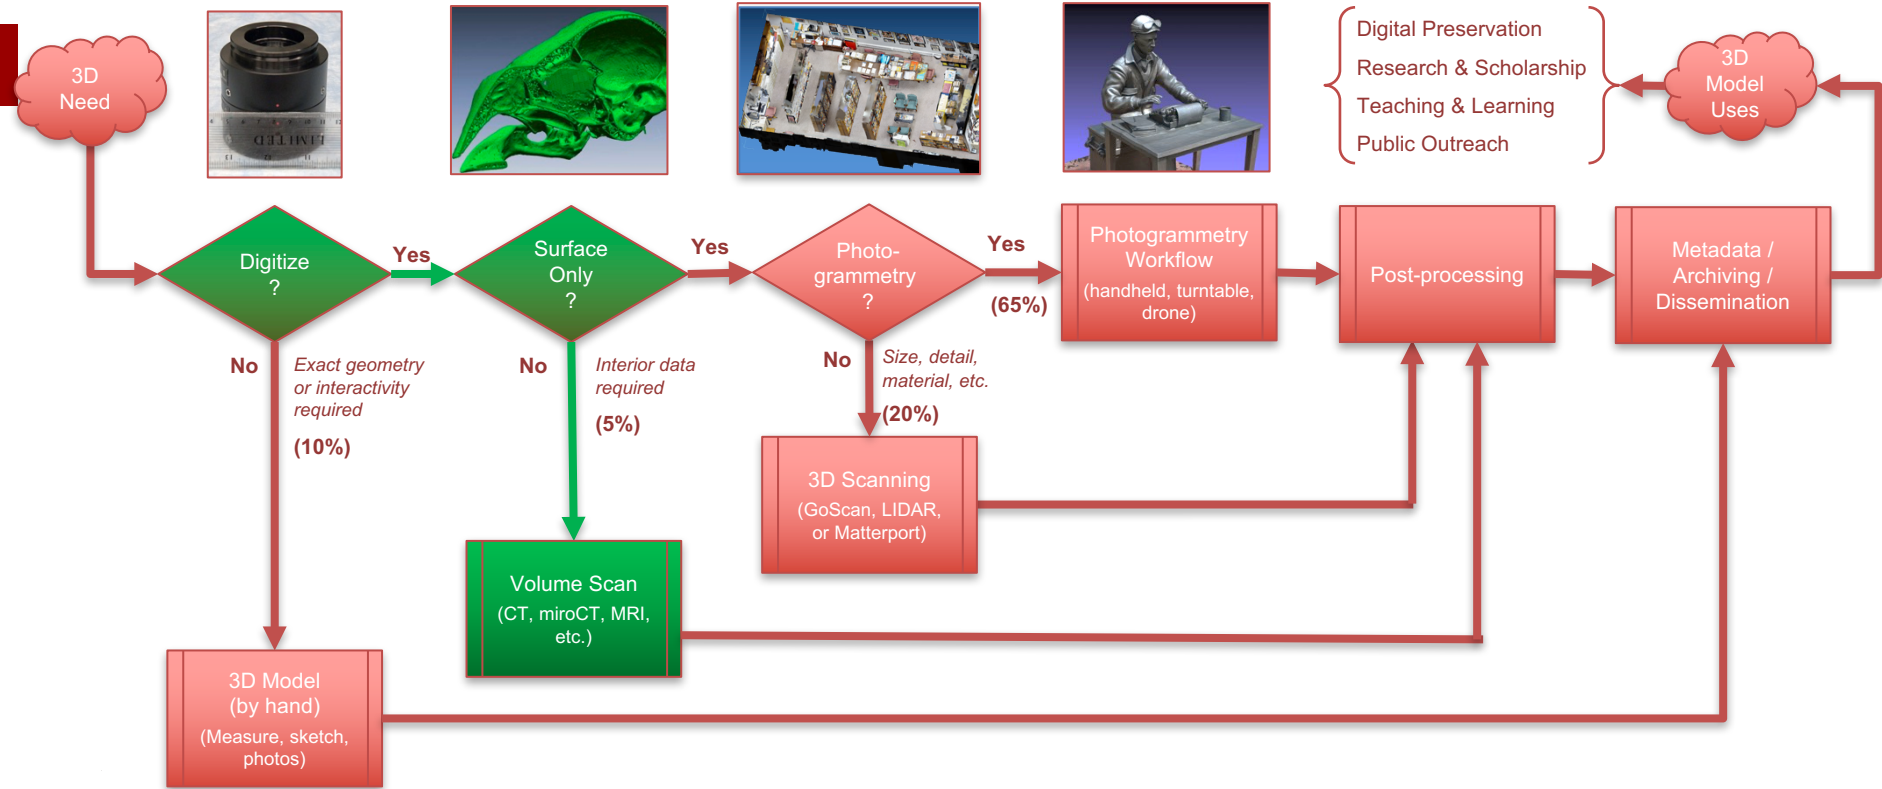 3D
Need
LIMITED
Digital Preservation
Research & Scholarship
Teaching & Learning
Public Outreach
3D
Model
Uses
Digitize
?
Yes
Surface
Only
?
Yes
Photo-
grammetry
?
Yes
(65%)
Photogrammetry
Workflow
(handheld, turntable,
drone)
Post-processing
Metadata /
Archiving /
Dissemination
No
Exact geometry
or interactivity
required
(10%)
No
Interior data
required
(5%)
No
Size, detail,
material, etc.
(20%)
3D Scanning
(GoScan, LIDAR,
or Matterport)
Volume Scan
(CT, miroCT, MRI,
etc.)
3D Model
(by hand)
(Measure, sketch,
photos)